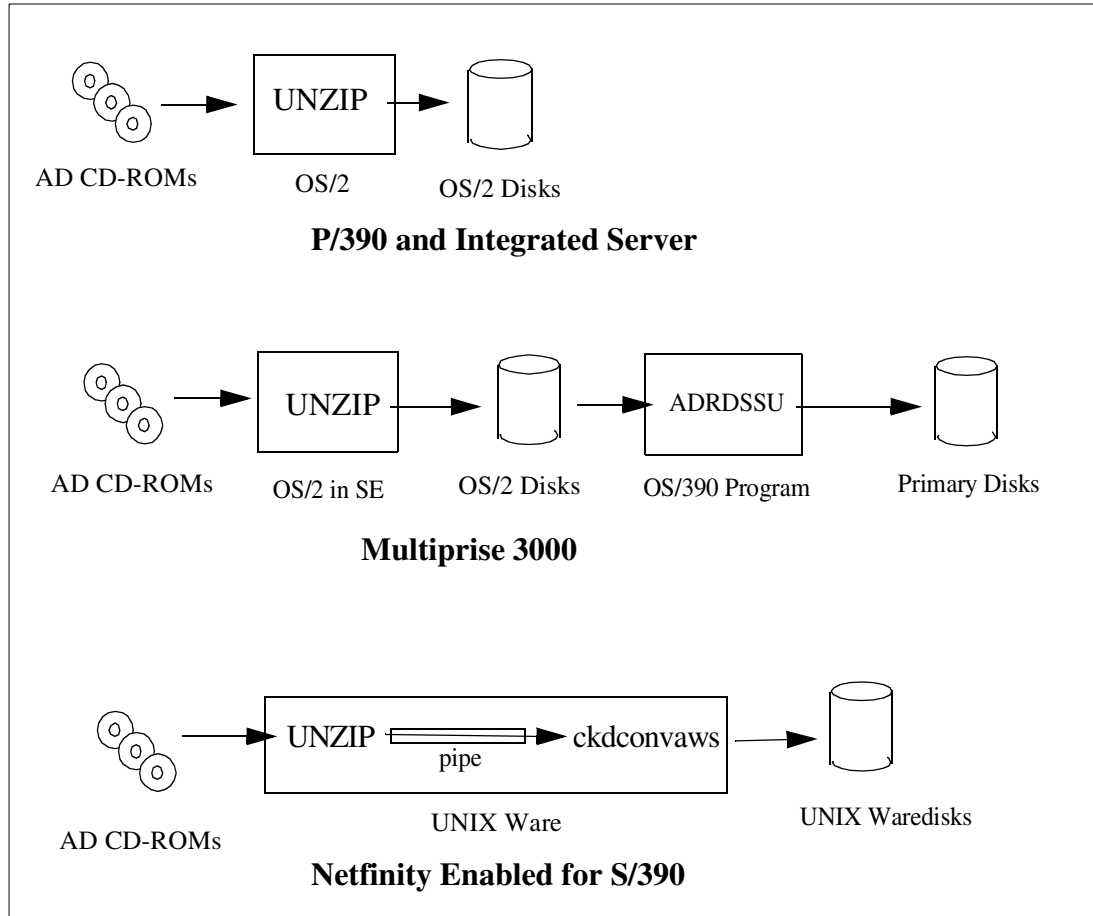 UNZIP
AD CD-ROMs
OS/2
OS/2 Disks
P/390 and Integrated Server
UNZIP
ADRDSSU
AD CD-ROMs
OS/2 in SE
OS/2 Disks
OS/390 Program
Primary Disks
Multiprise 3000
UNZIP
ckdconvaws
pipe
AD CD-ROMs
UNIX Ware
UNIX Waredisks
Netfinity Enabled for S/390